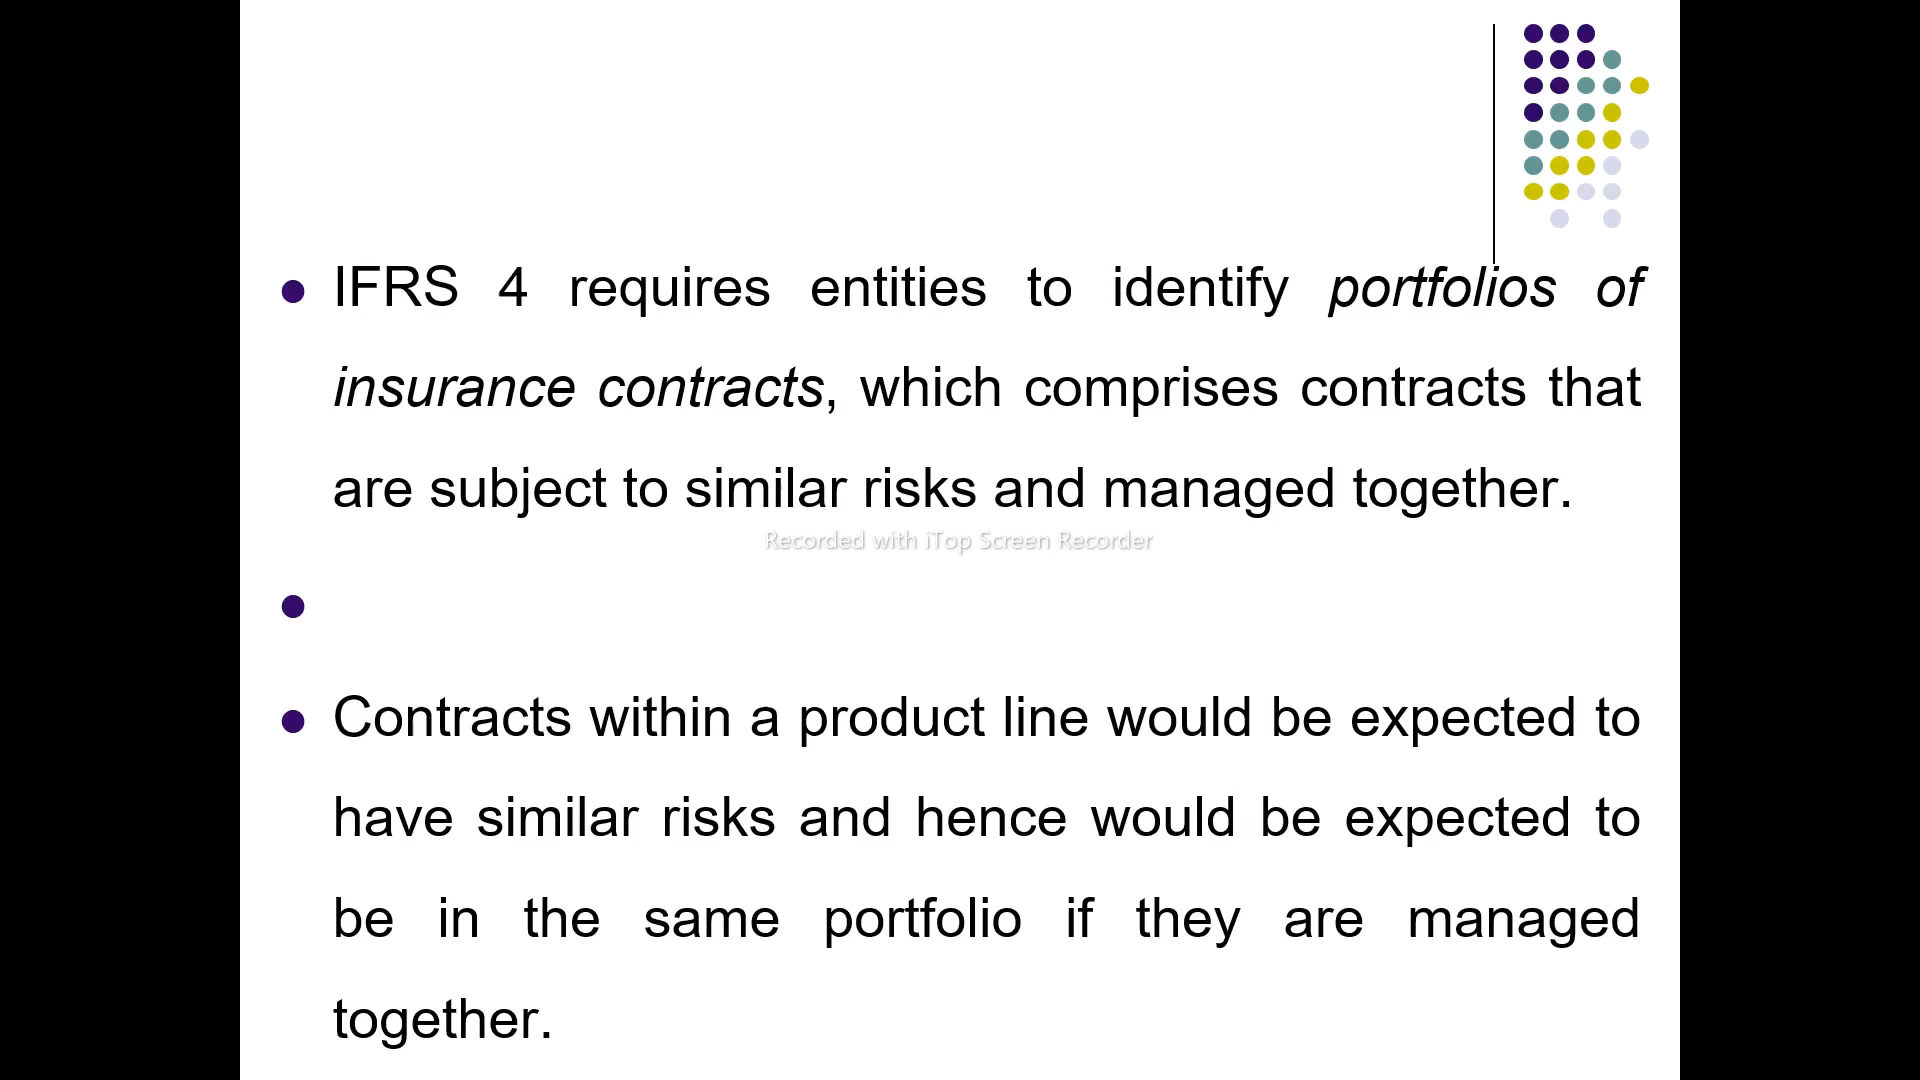 IFRS 4 requires entities to identify portfolios of
insurance contracts, which comprises contracts that
are subject to similar risks and managed together.
Recorded with iTop Screen Recorder
Contracts within a product line would be expected to
have similar risks and hence would be expected to
be in the same portfolio if they are managed
together.